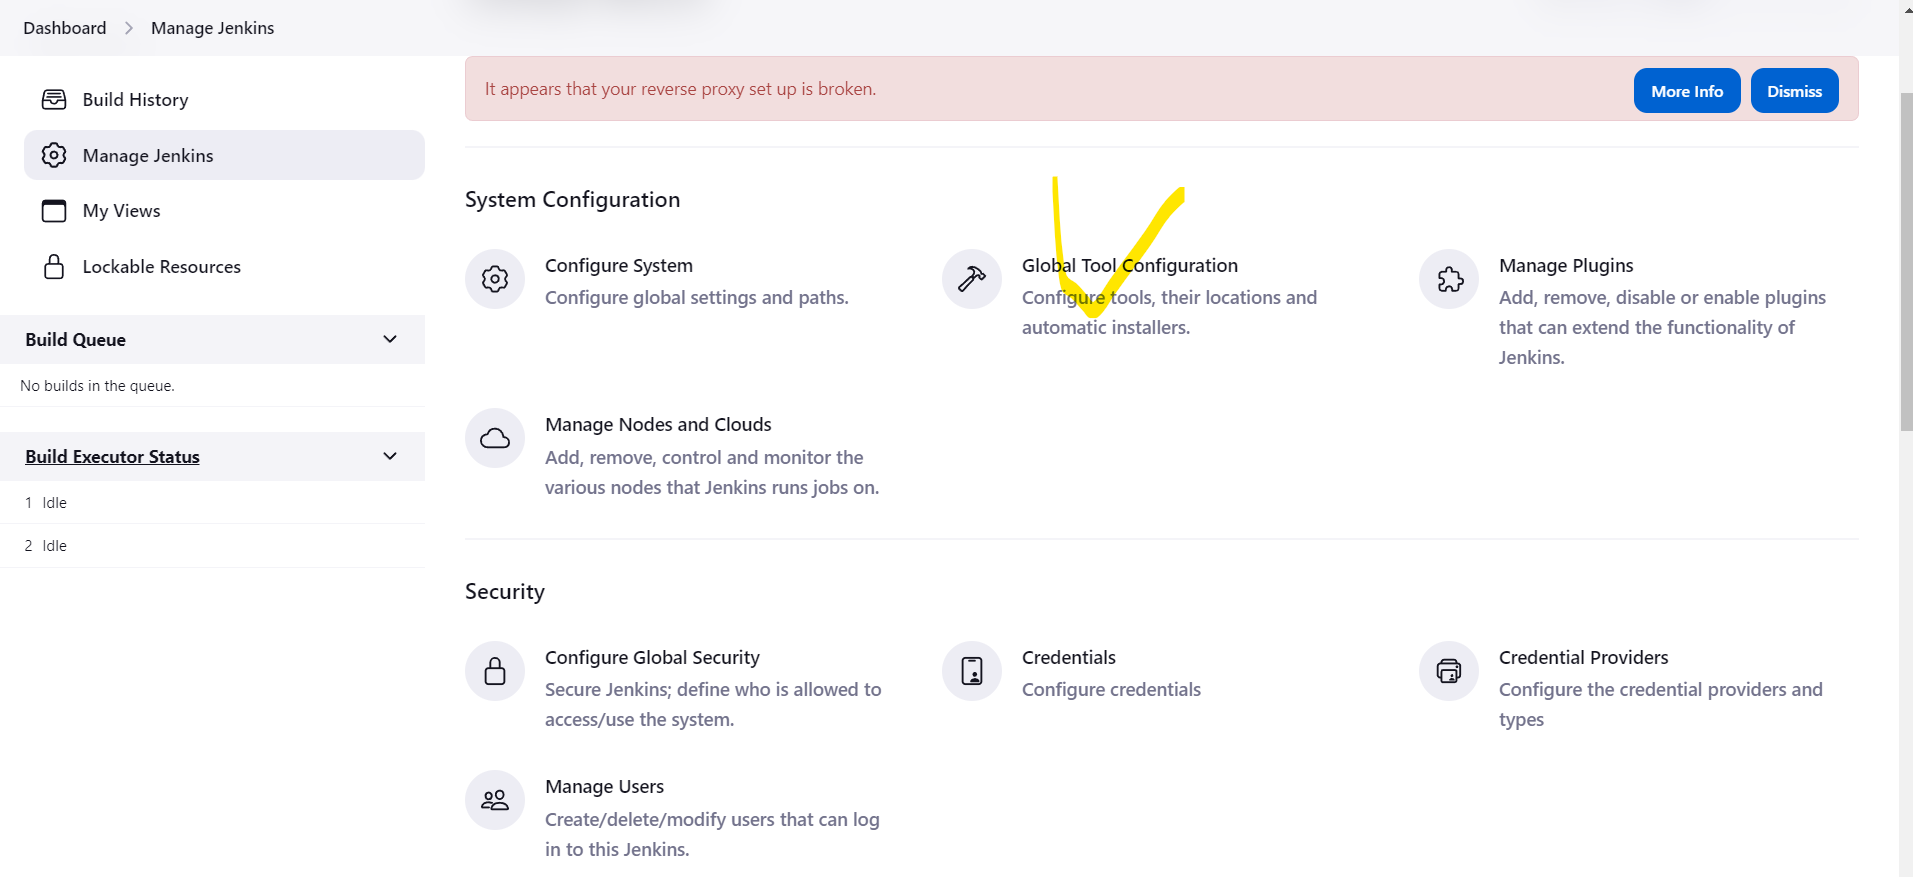 Dashboard
Manage Jenkins
Build History
Manage Jenkins
My Views
Lockable Resources
Build Queue
No builds in the queue.
Build Executor Status
1 Idle
2 Idle
It appears that your reverse proxy set up is broken.
More Info
Dismiss
System Configuration
Configure System
Configure global settings and paths.
Global Tool Configuration
Configure tools, their locations and
automatic installers.
Manage Plugins
Add, remove, disable or enable plugins
that can extend the functionality of
Jenkins.
Manage Nodes and Clouds
Add, remove, control and monitor the
various nodes that Jenkins runs jobs on.
Security
Configure Global Security
Secure Jenkins; define who is allowed to
access/use the system.
Credentials
Configure credentials
Credential Providers
Configure the credential providers and
types
Manage Users
Create/delete/modify users that can log
in to this Jenkins.